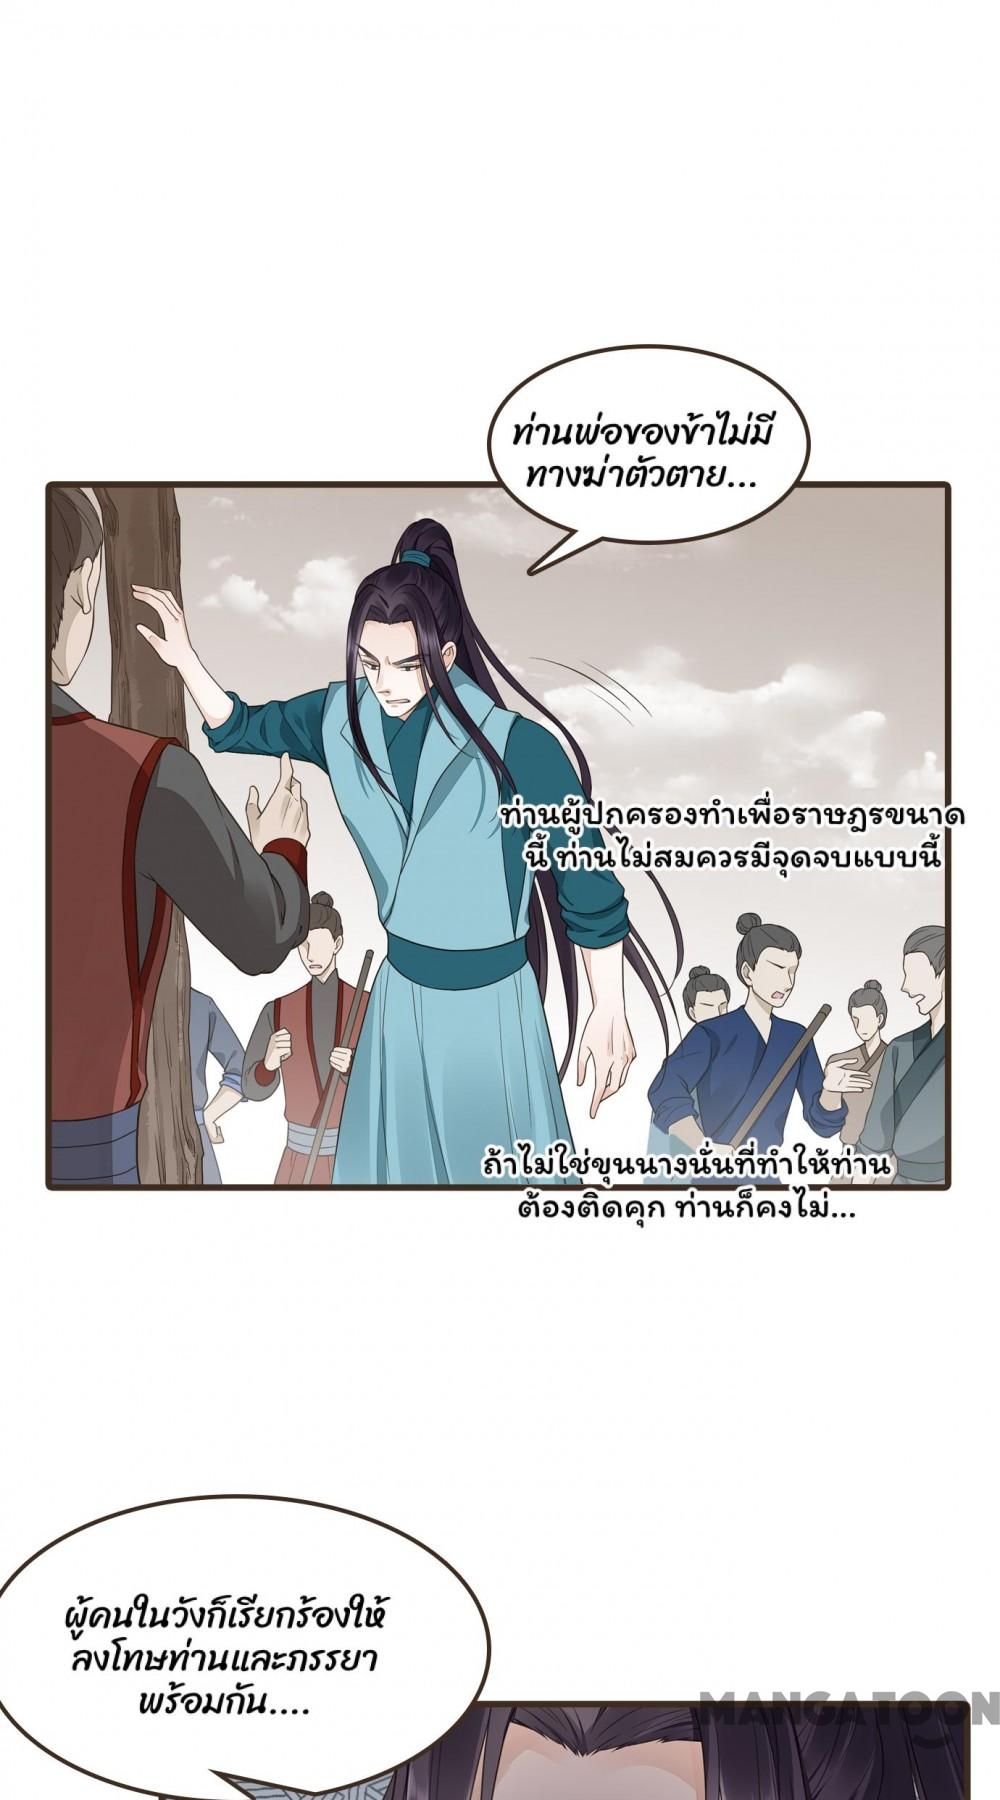 ท่านพ่อของข้าไม่มี
ทางฆ่าตัวตาย...
ท่านผู้ปกครองทำเพื่อราษฎรขนาด
นี้ ท่านไม่สมควรมีจุดจบแบบนี้
ถ้าไม่ใช่ขุนนางนั่นที่ทำให้ท่าน
ต้องติดคุก ท่านก็คงไม่...
ผู้คนในวังก็เรียกร้องให้
ลงโทษท่านและภรรยา
พร้อมกัน....
MANGATOON